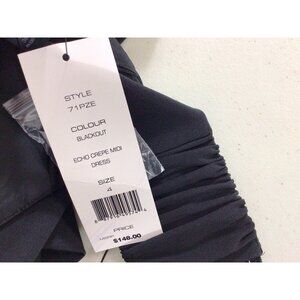 STYLE
71PZE
COLOUR
BLACKOUT
ECHO CREPE MIDI
DRESS
SIZE
4
PRICE
$148.00